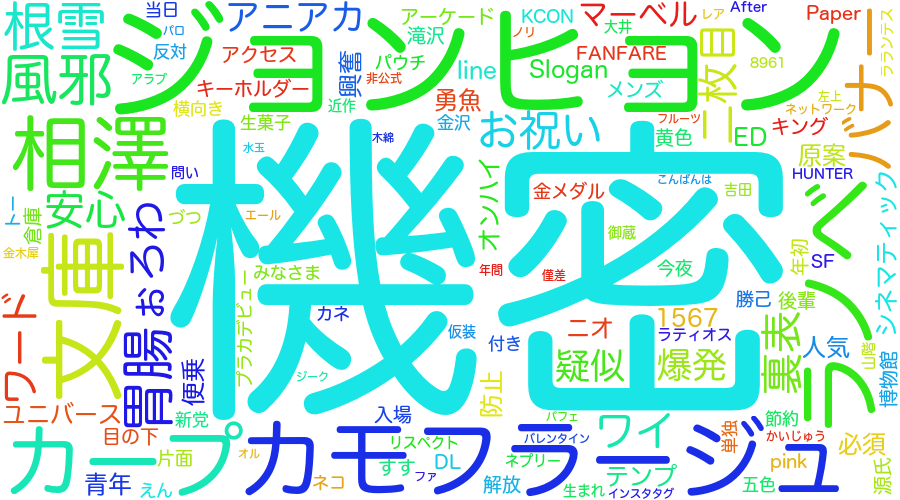 根雪
当日
パロ
反対
アニアカ
アーケード
滝沢
KCON
ノリ
大井
マーベル
レア
After
Paper
風邪
ジョンヒョン
アラブ
アクセス
興奮
パウチ
非公式
line
Slogan
FANFARE
メンズ
二枚目
8961
バナー
ラランテス
キーホルダー
横向き
近作
勇魚
生菓子
金沢
お祝い
フルーツ
黄色
ED
キング
左上
ネットワーク
相澤
水玉
木綿
機密
原案
HUNTER
問い
オンハイ
金メダル
こんばんは
吉田
安心
づつ
エール
トー
倉庫
おろわ
御蔵
年初
SF
ラノベ
シネマティック
金木犀
文庫
みなさま
年間
僅差
今夜
勝己
後輩
ワード
胃腸
プラカデビュー
カネ
仮装
付き
ニオ
1567
ラティオス
裏表
人気
山階
博物館
便乗
ジーク
防止
疑似
爆発
ユニバース
新党
入場
パフェ
ワイ
単独
節約
カープ
目の下
カモフラージュ
リスペクト
バレンタイン
かいじゅう
必須
片面
オル
すす
DL
ネプリー
テンプ
pink
源氏
青年
えん
ネコ
ファ
解放
生まれ
インスタタグ
五色